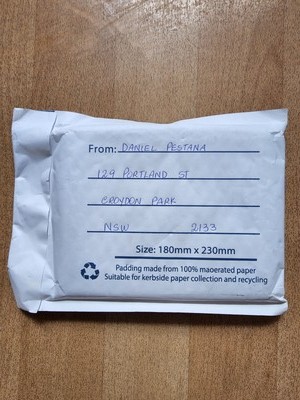 From: DANIEL PESTANA
129 PORTLAND ST
CROYDON PARK
NSW 2133
Size: 180mm x 230mm
Padding made from 100% maoerated paper
Suitable for kerbside paper collection and recycling